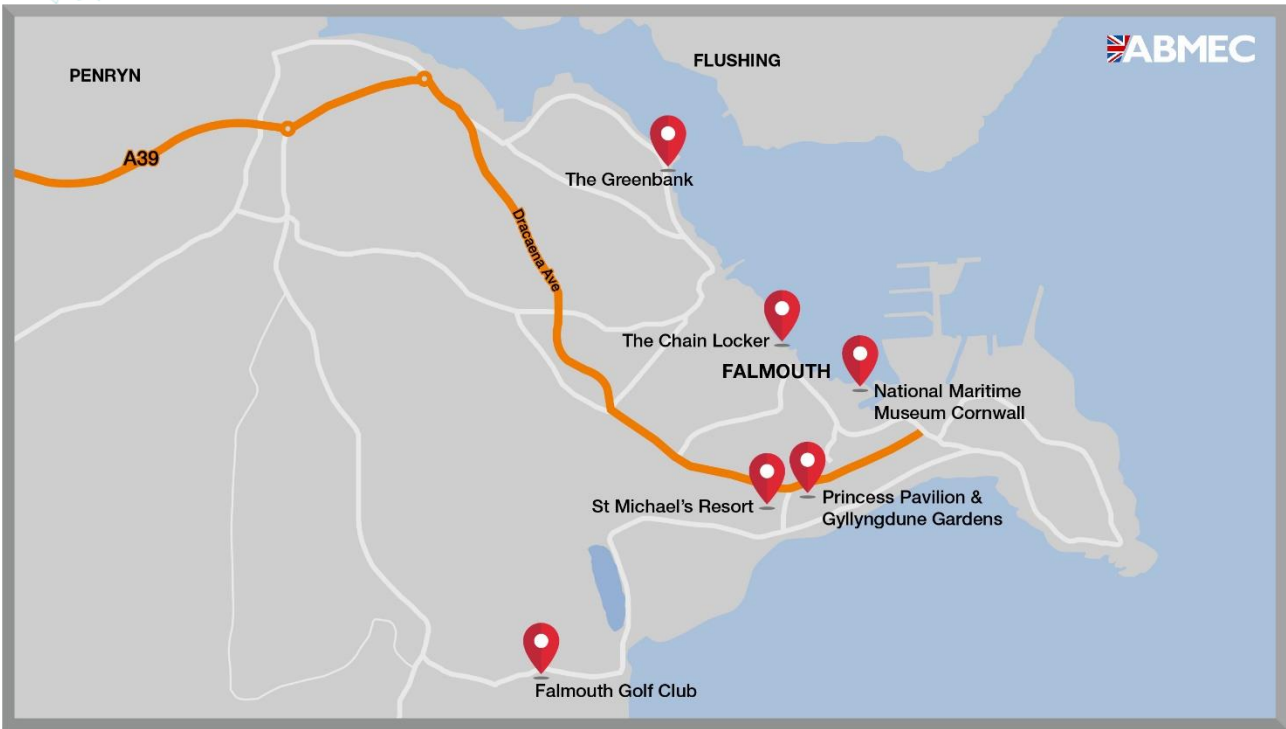 ABMEC
PENRYN
FLUSHING
A39
The Greenbank
Dracaena Ave
The Chain Locker
FALMOUTH
National Maritime
Museum Cornwall
St Michael's Resort
Princess Pavilion &
Gyllyngdune Gardens
Falmouth Golf Club